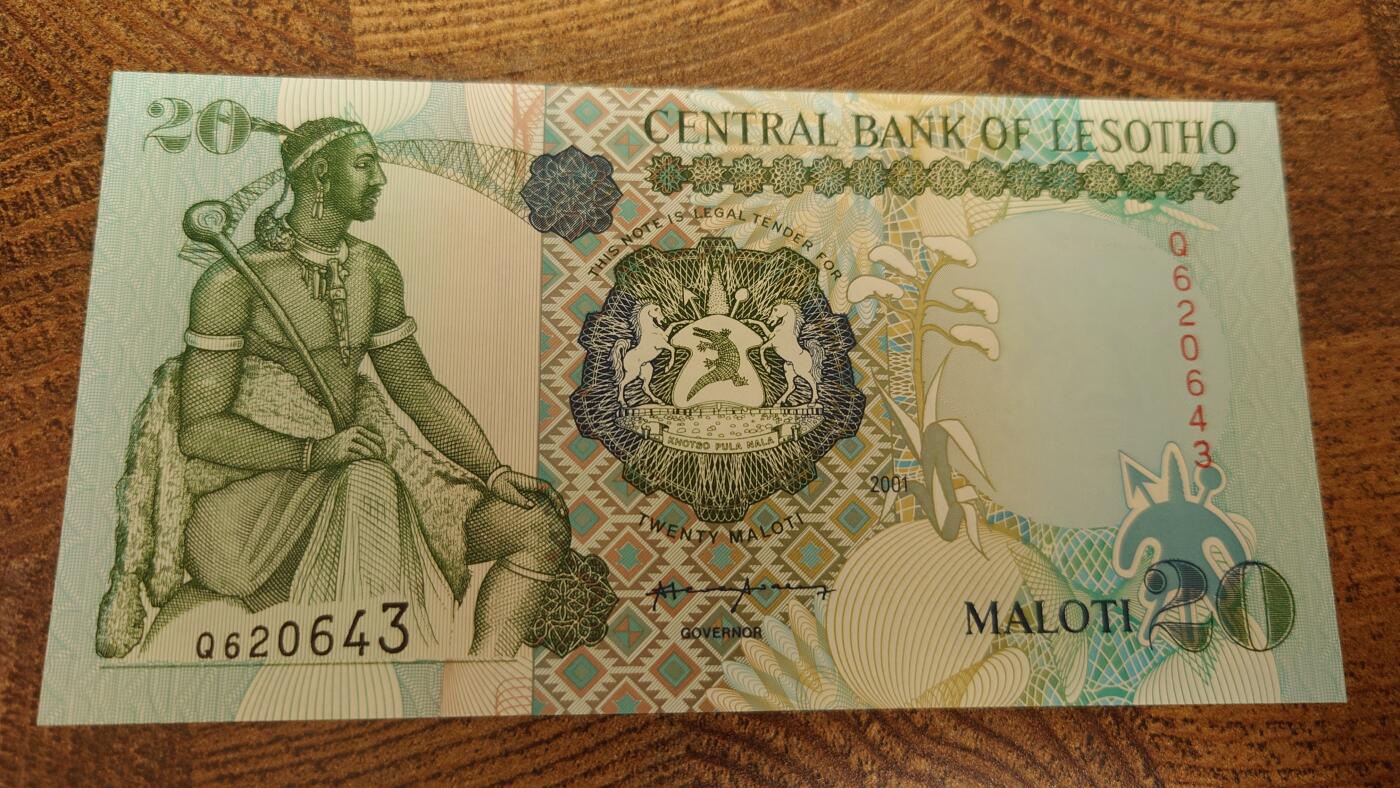 20
CENTRAL BANK OF LESOTHO
THIS NOTE IS LEGAL TENDER FOR
Q620643
KHOTSO PULA NALA
2001
TWENTY MALOTI
GOVERNOR
MALOTI 20
Q620643